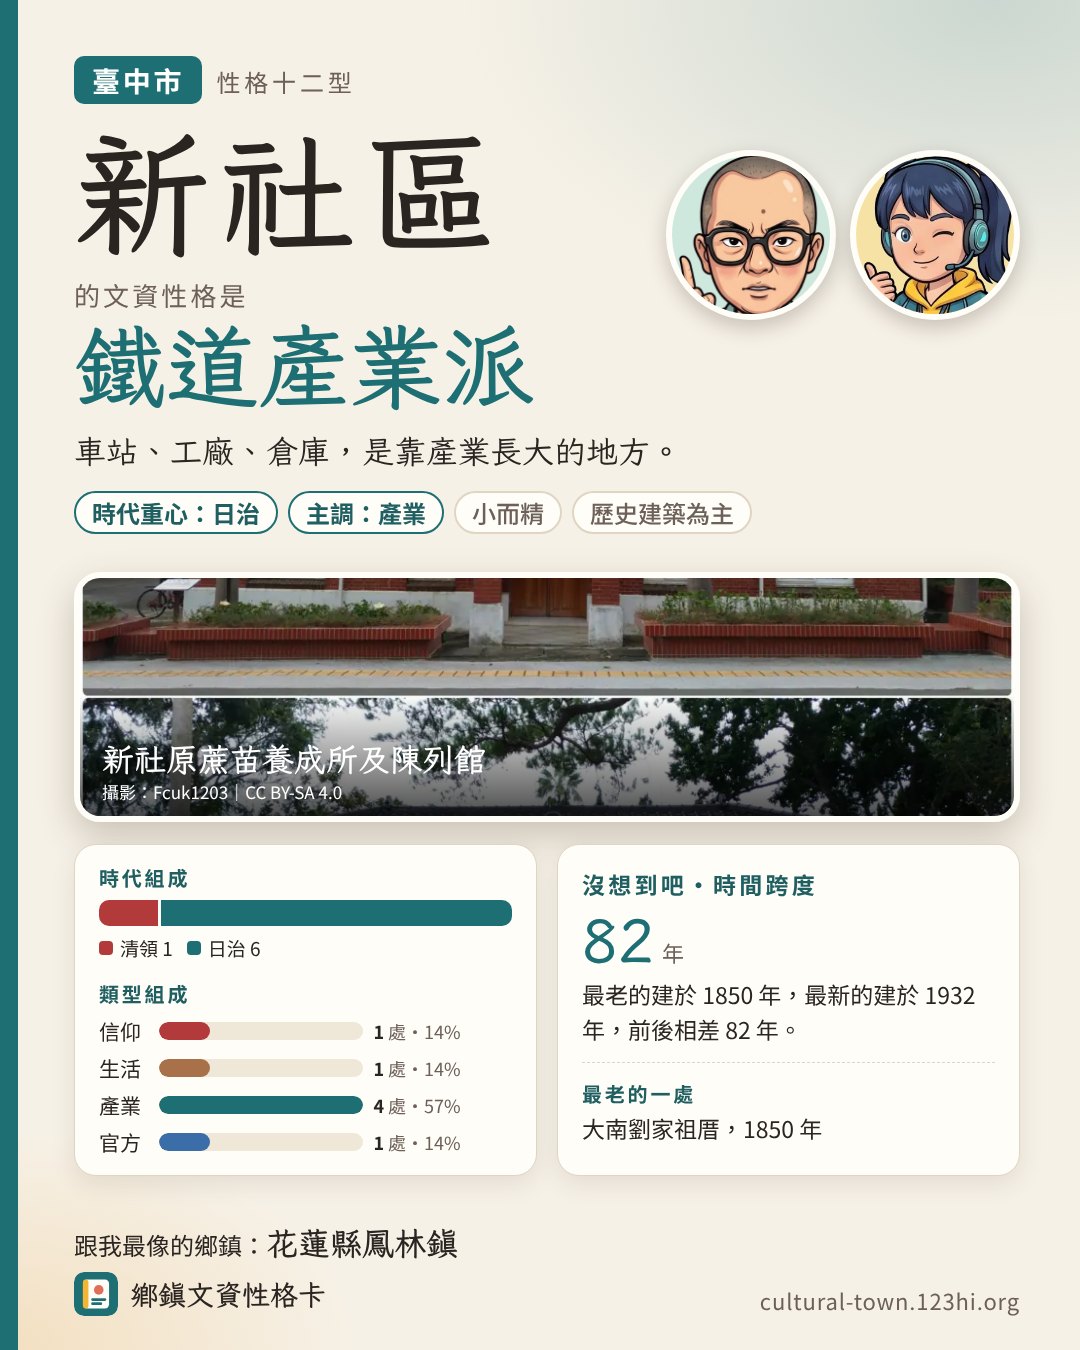 臺中市 性格十二型
新社區
的文資性格是
鐵道產業派
車站、工廠、倉庫，是靠產業長大的地方。
時代重心：日治 主調：產業 小而精 歷史建築為主
新社原蔗苗養成所及陳列館
攝影：Fcuk1203｜CC BY-SA 4.0
時代組成
清領 1 日治 6
類型組成
信仰 1 處・14%
生活 1 處・14%
產業 4 處・57%
官方 1 處・14%
沒想到吧・時間跨度
82 年
最老的建於 1850 年，最新的建於 1932
年，前後相差 82 年。
最老的一處
大南劉家祖厝，1850 年
跟我最像的鄉鎮：花蓮縣鳳林鎮
鄉鎮文資性格卡
cultural-town.123hi.org